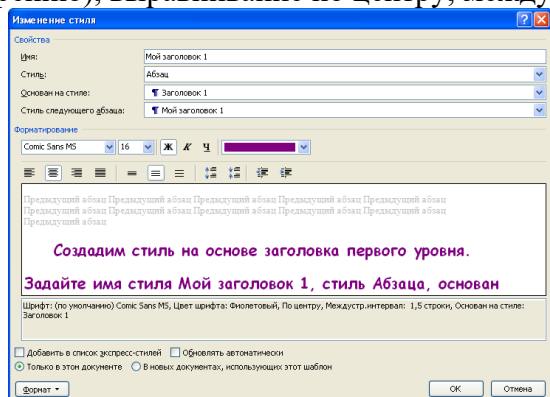 рению), выравнивание по центру, между
Изменение стиля
Свойства
Имя: Мой заголовок 1
Стиль: Абзац
Основан на стиле: ¶ Заголовок 1
Стиль следующего абзаца: ¶ Мой заголовок 1
Форматирование
Comic Sans MS 16 Ж К Ч
Предыдущий абзац Предыдущий абзац Предыдущий абзац Предыдущий абзац Предыдущий абзац
Предыдущий абзац Предыдущий абзац Предыдущий абзац Предыдущий абзац Предыдущий абзац
Предыдущий абзац
Создадим стиль на основе заголовка первого уровня.
Задайте имя стиля Мой заголовок 1, стиль Абзаца, основан
Шрифт: (по умолчанию) Comic Sans MS, Цвет шрифта: Фиолетовый, По центру, Междустр.интервал: 1,5 строки, Основан на стиле:
Заголовок 1
Добавить в список экспресс-стилей Обновлять автоматически
Только в этом документе В новых документах, использующих этот шаблон
Формат ОК Отмена